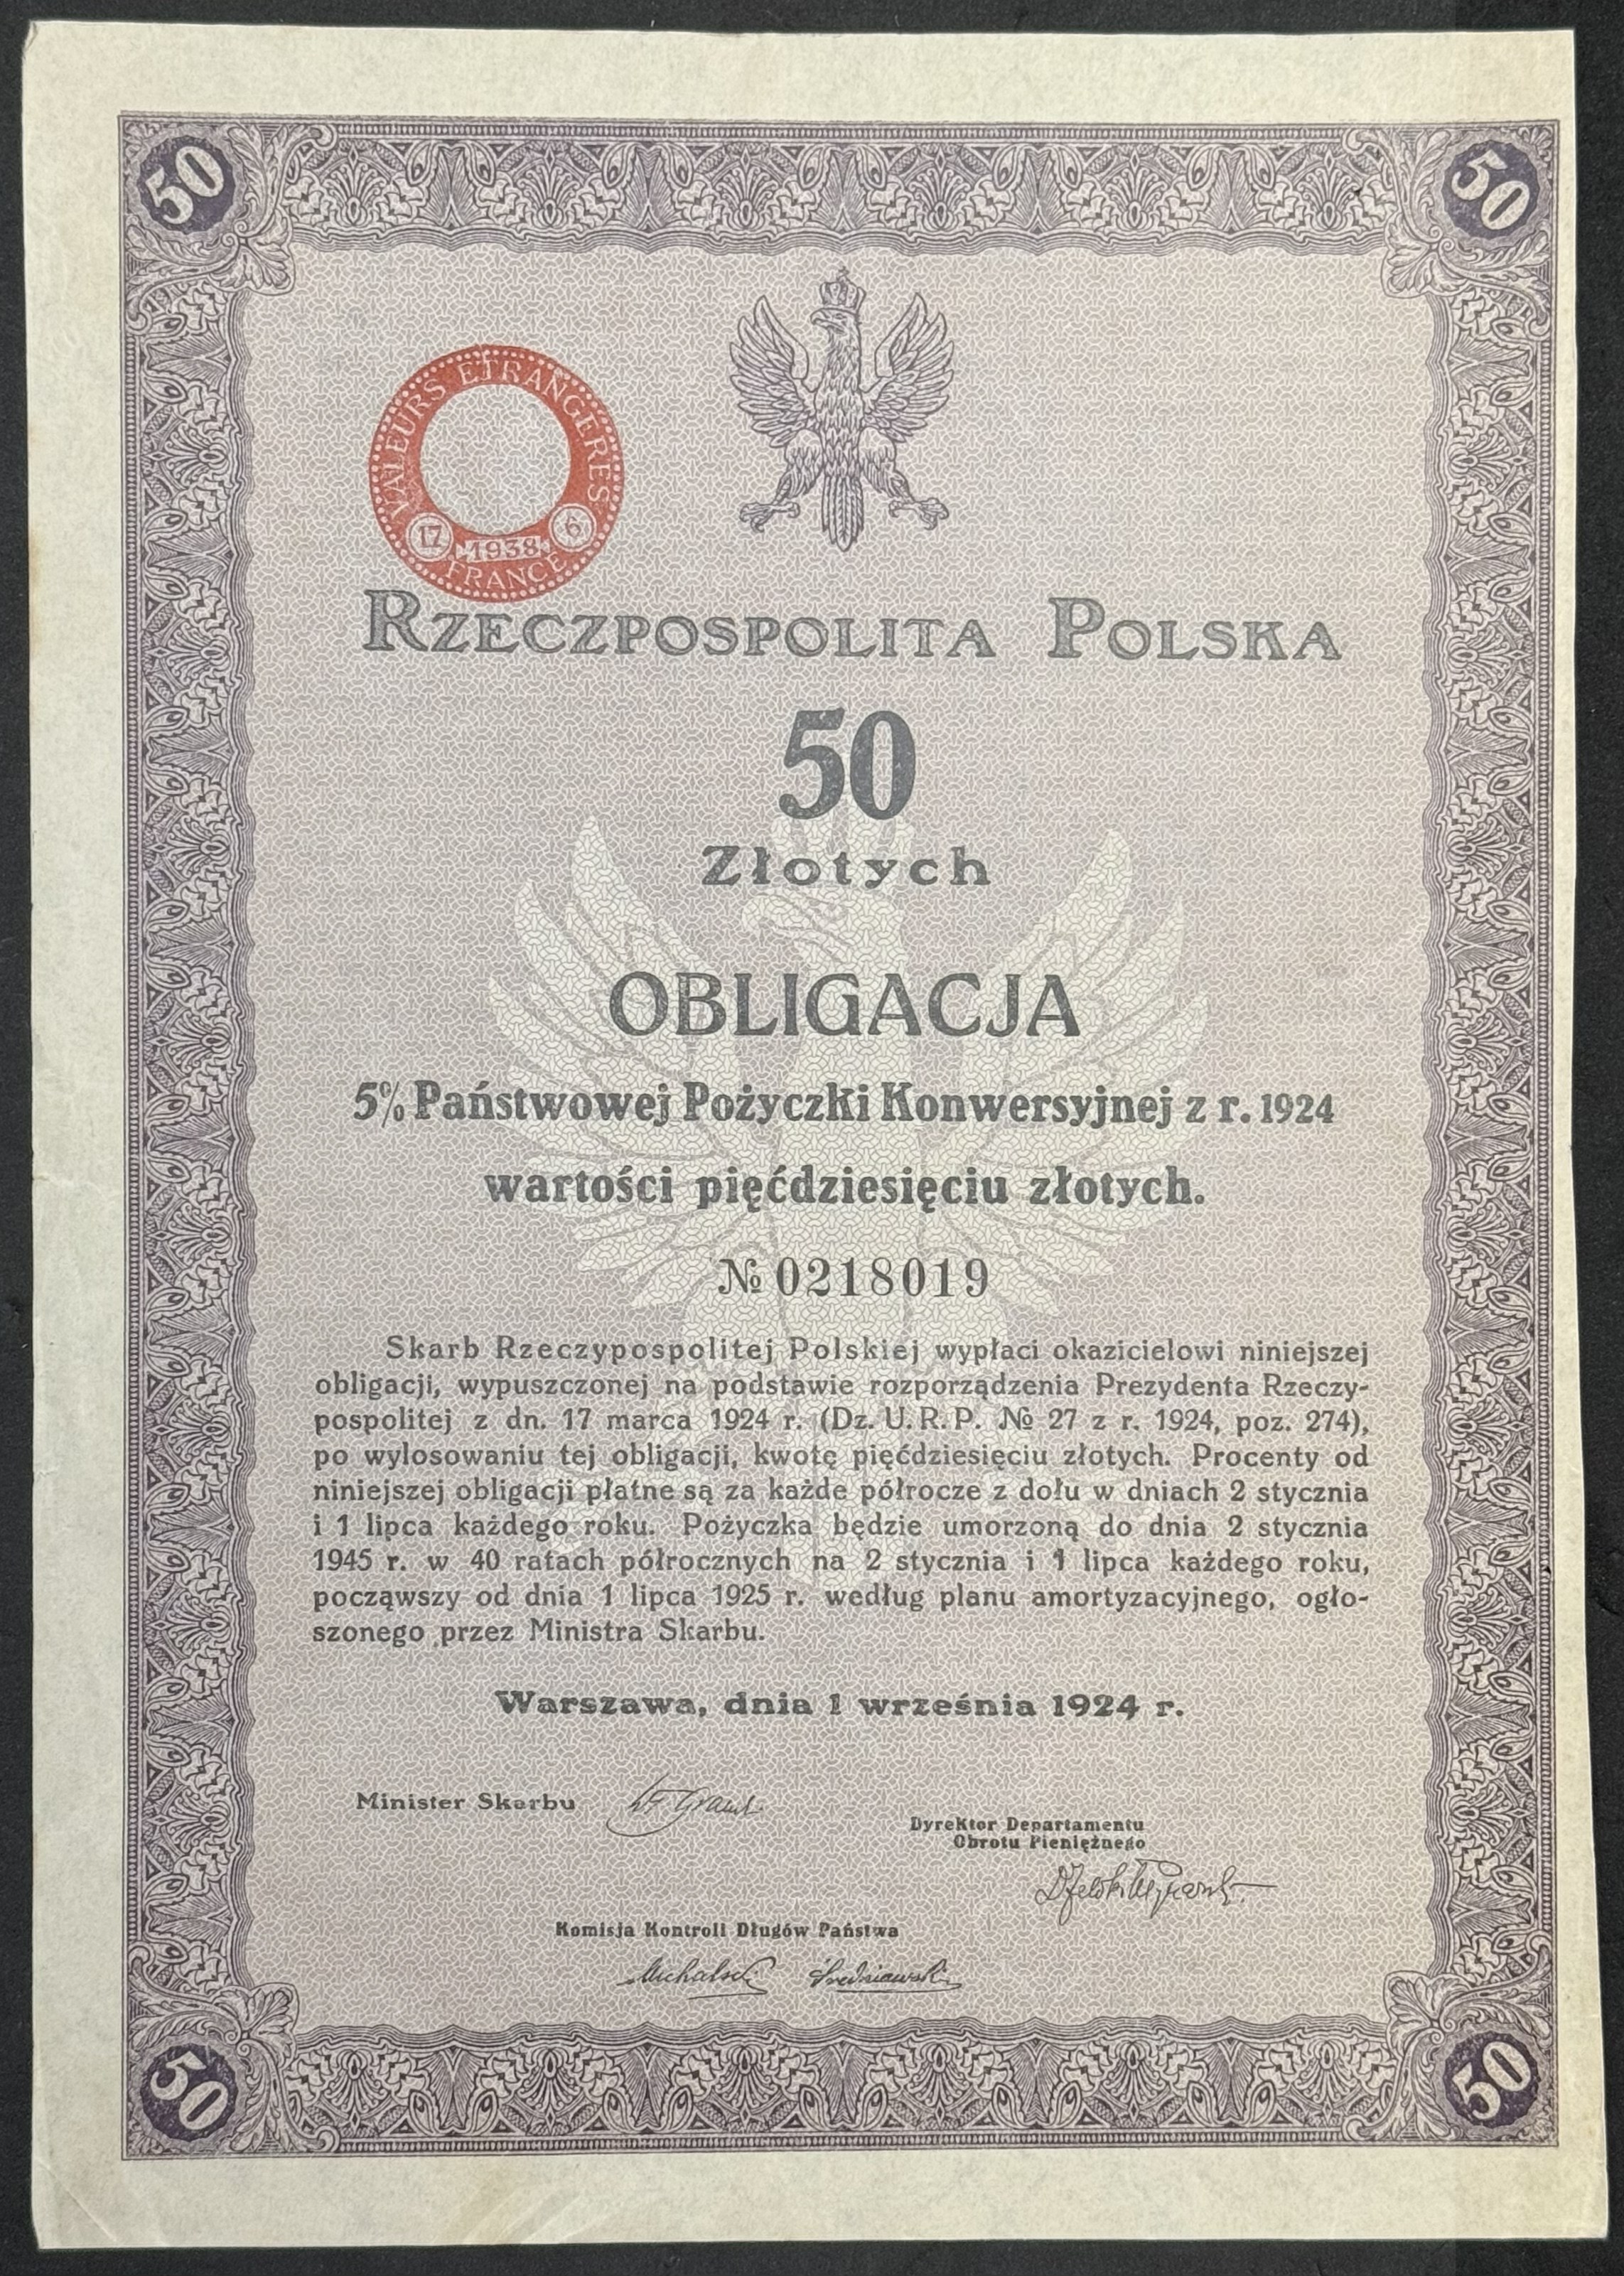 50 50
VALEURS ETRANGERES
17 1938 6
FRANCE
RZECZPOSPOLITA POLSKA
50
Złotych
OBLIGACJA
5% Państwowej Pożyczki Konwersyjnej z r. 1924
wartości pięćdziesięciu złotych.
№ 0218019
Skarb Rzeczypospolitej Polskiej wypłaci okazicielowi niniejszej
obligacji, wypuszczonej na podstawie rozporządzenia Prezydenta Rzeczy-
pospolitej z dn. 17 marca 1924 r. (Dz. U. R. P. № 27 z r. 1924, poz. 274),
po wylosowaniu tej obligacji, kwotę pięćdziesięciu złotych. Procenty od
niniejszej obligacji płatne są za każde półrocze z dołu w dniach 2 stycznia
i 1 lipca każdego roku. Pożyczka będzie umorzoną do dnia 2 stycznia
1945 r. w 40 ratach półrocznych na 2 stycznia i 1 lipca każdego roku,
począwszy od dnia 1 lipca 1925 r. według planu amortyzacyjnego, ogło-
szonego przez Ministra Skarbu.
Warszawa, dnia 1 września 1924 r.
Minister Skarbu
Dyrektor Departamentu
Obrotu Pieniężnego
Komisja Kontroli Długów Państwa
Michalski Średniawski
50 50